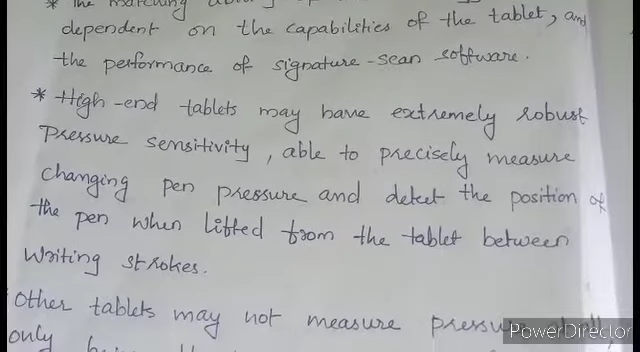 * The matching
dependent on the capabilities of the tablet, and
the performance of signature-scan software.
* High-end tablets may have extremely robust
Pressure sensitivity, able to precisely measure
changing pen pressure and detect the position of
the pen when lifted from the tablet between
writing strokes.
Other tablets may not measure
only
PowerDirector